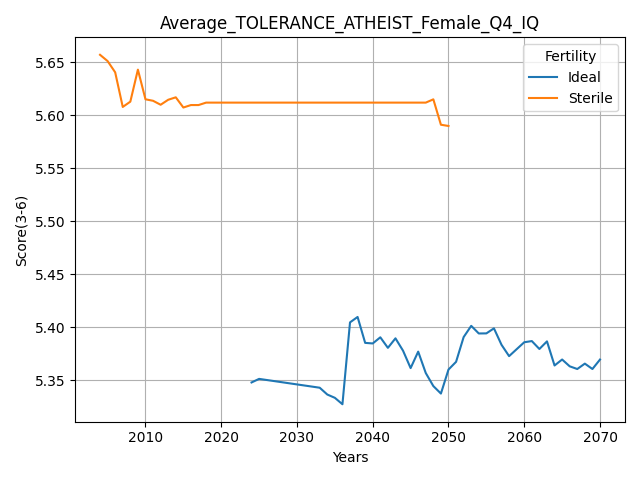 Average_TOLERANCE_ATHEIST_Female_Q4_IQ
Fertility
Ideal
Sterile
Score(3-6)
5.65
5.60
5.55
5.50
5.45
5.40
5.35
2010 2020 2030 2040 2050 2060 2070
Years